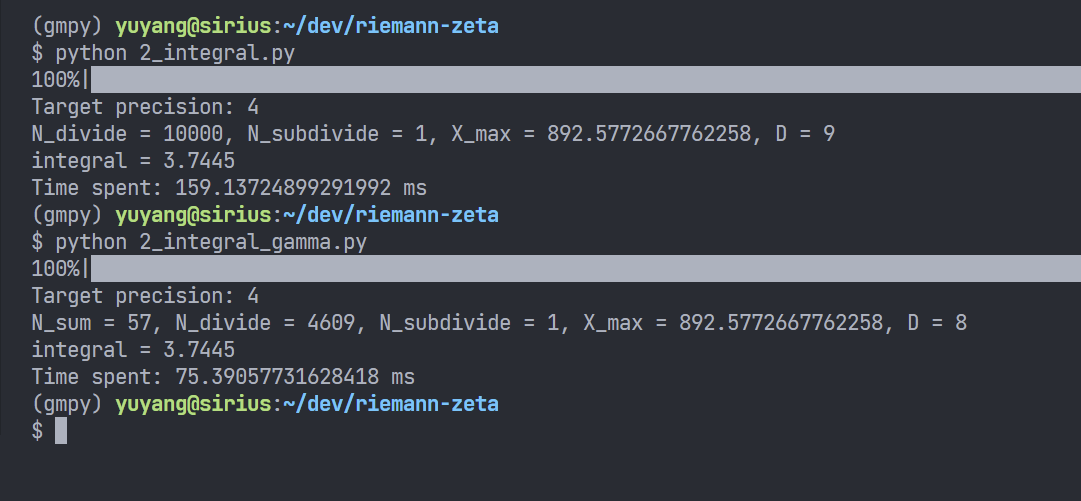 (gmpy) yuyang@sirius:~/dev/riemann-zeta
$ python 2_integral.py
100%|
Target precision: 4
N_divide = 10000, N_subdivide = 1, X_max = 892.5772667762258, D = 9
integral = 3.7445
Time spent: 159.13724899291992 ms
(gmpy) yuyang@sirius:~/dev/riemann-zeta
$ python 2_integral_gamma.py
100%|
Target precision: 4
N_sum = 57, N_divide = 4609, N_subdivide = 1, X_max = 892.5772667762258, D = 8
integral = 3.7445
Time spent: 75.39057731628418 ms
(gmpy) yuyang@sirius:~/dev/riemann-zeta
$